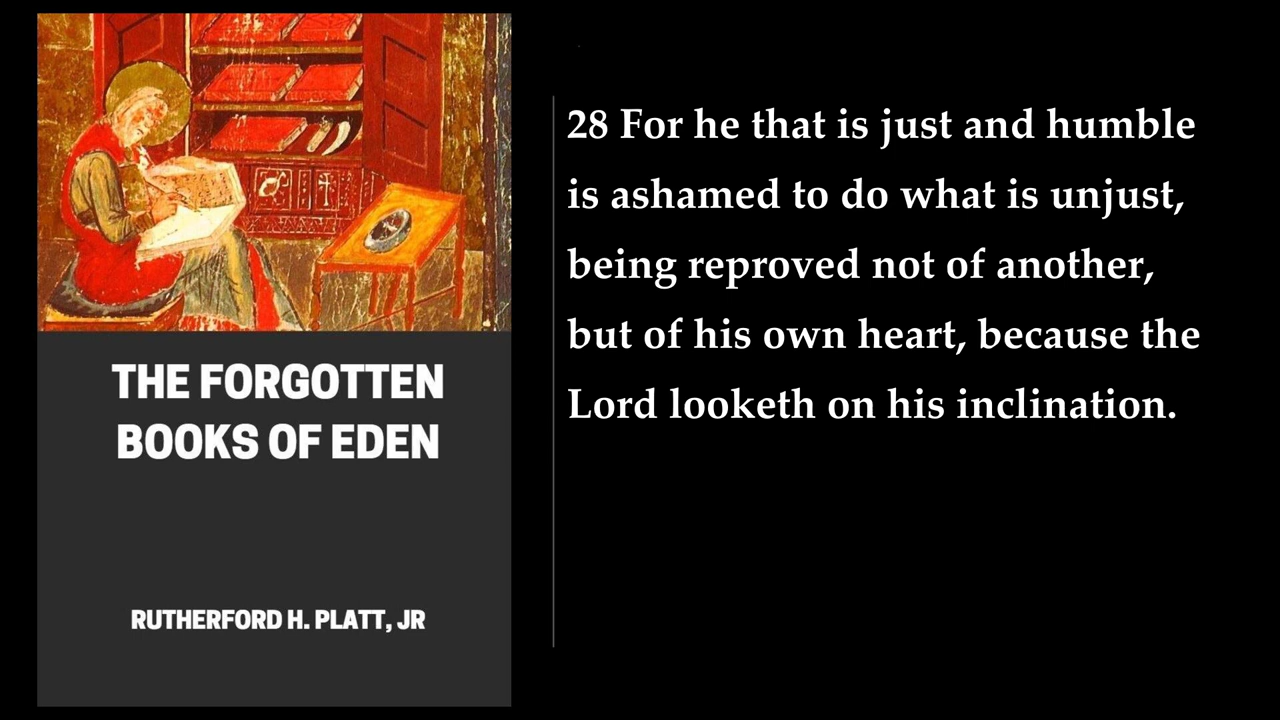 THE FORGOTTEN
BOOKS OF EDEN
RUTHERFORD H. PLATT, JR
28 For he that is just and humble
is ashamed to do what is unjust,
being reproved not of another,
but of his own heart, because the
Lord looketh on his inclination.